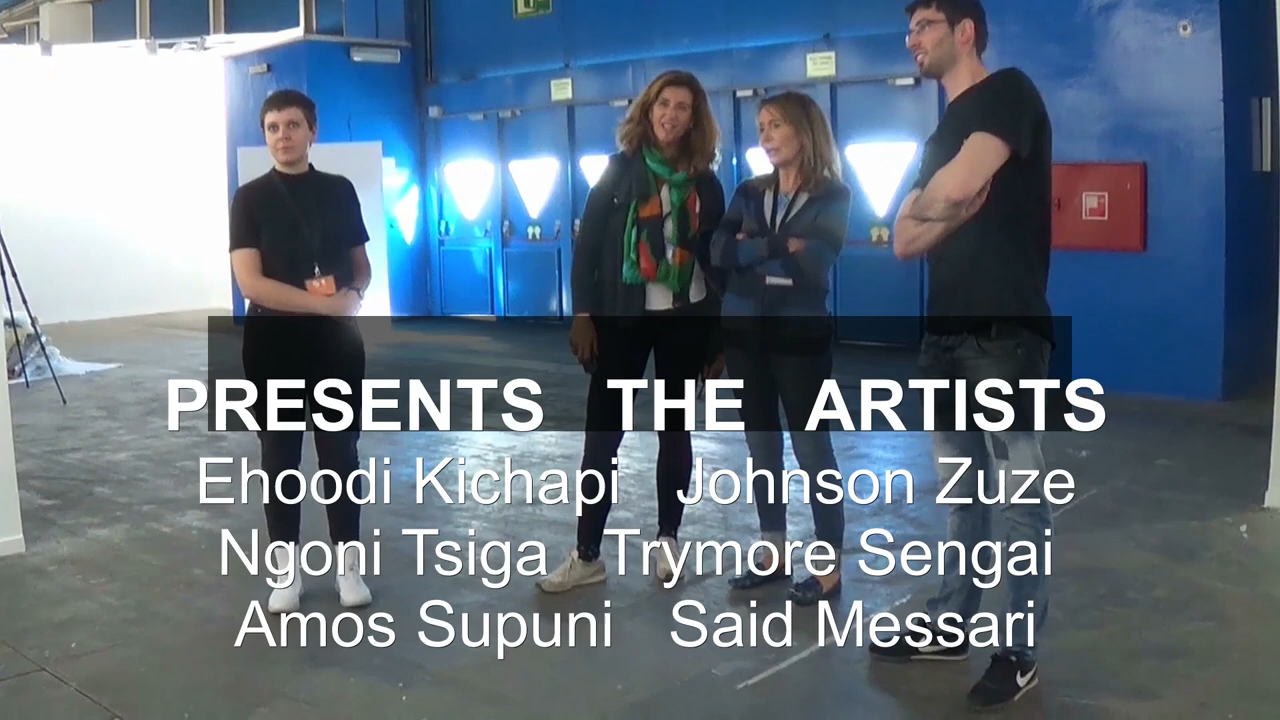 PRESENTS THE ARTISTS
Ehoodi Kichapi Johnson Zuze
Ngoni Tsiga Trymore Sengai
Amos Supuni Said Messari